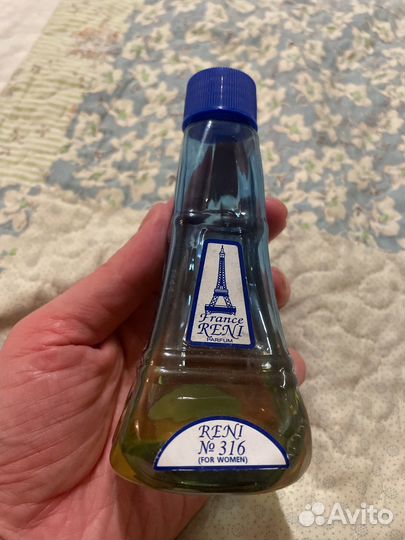 France
RENI
PARFUM
RENI
№ 316
(FOR WOMEN)
Avito